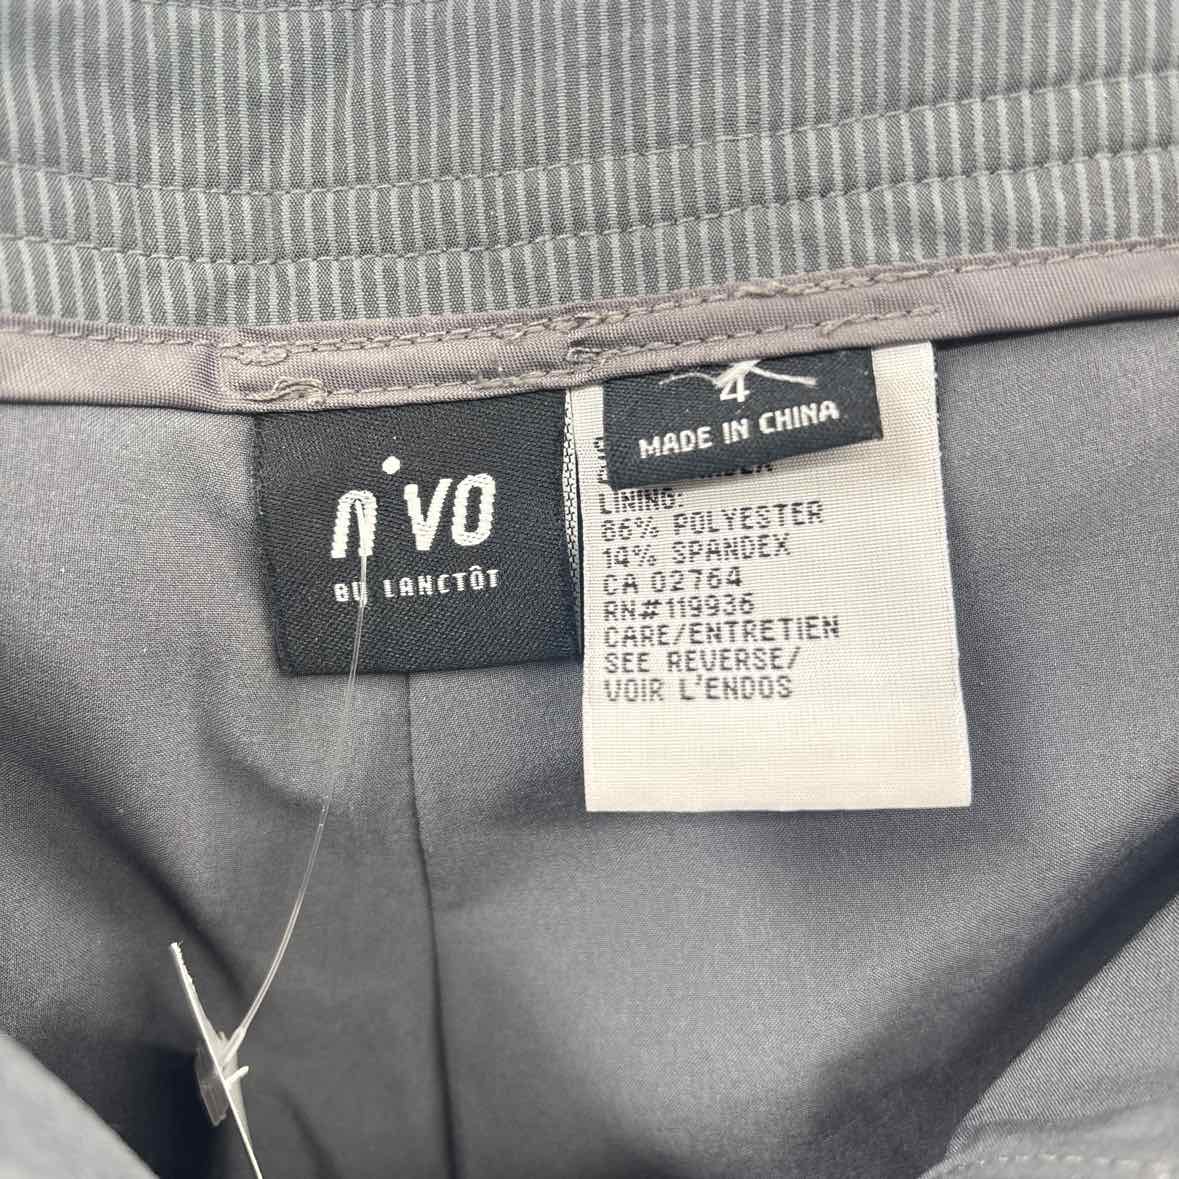 nivo
BY LANCTÔT
4
MADE IN CHINA
LINING:
86% POLYESTER
14% SPANDEX
CA 02764
RN#119936
CARE/ENTRETIEN
SEE REVERSE/
VOIR L'ENDOS